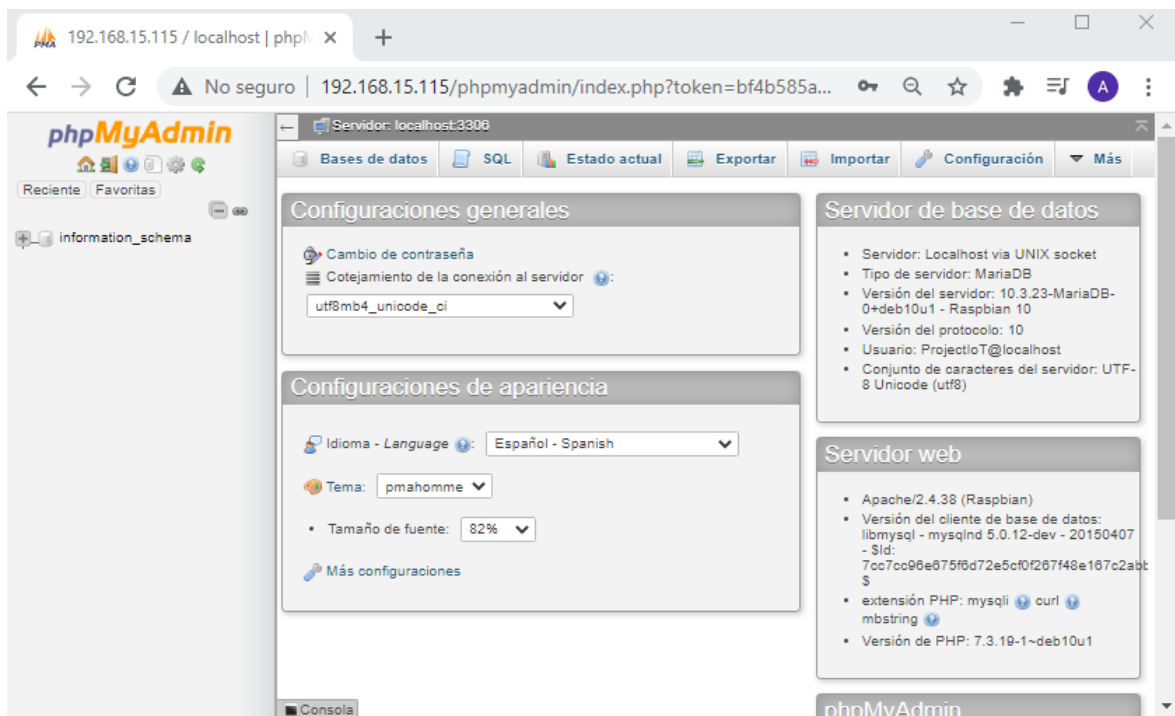 192.168.15.115 / localhost | php
No seguro | 192.168.15.115/phpmyadmin/index.php?token=bf4b585a...
A
phpMyAdmin
Reciente Favoritas
information_schema
Servidor: localhost:3306
Bases de datos SQL Estado actual Exportar Importar Configuración Más
Configuraciones generales
Cambio de contraseña
Cotejamiento de la conexión al servidor :
utf8mb4_unicode_ci
Configuraciones de apariencia
Idioma - Language : Español - Spanish
Tema: pmahomme
• Tamaño de fuente: 82%
Más configuraciones
Servidor de base de datos
• Servidor: Localhost via UNIX socket
• Tipo de servidor: MariaDB
• Versión del servidor: 10.3.23-MariaDB-
0+deb10u1 - Raspbian 10
• Versión del protocolo: 10
• Usuario: ProjectIoT@localhost
• Conjunto de caracteres del servidor: UTF-
8 Unicode (utf8)
Servidor web
• Apache/2.4.38 (Raspbian)
• Versión del cliente de base de datos:
libmysql - mysqlnd 5.0.12-dev - 20150407
- $Id:
7cc7cc96e675f6d72e5cf0f267f48e167c2abb
$
• extensión PHP: mysqli curl
mbstring
• Versión de PHP: 7.3.19-1~deb10u1
phpMyAdmin
Consola